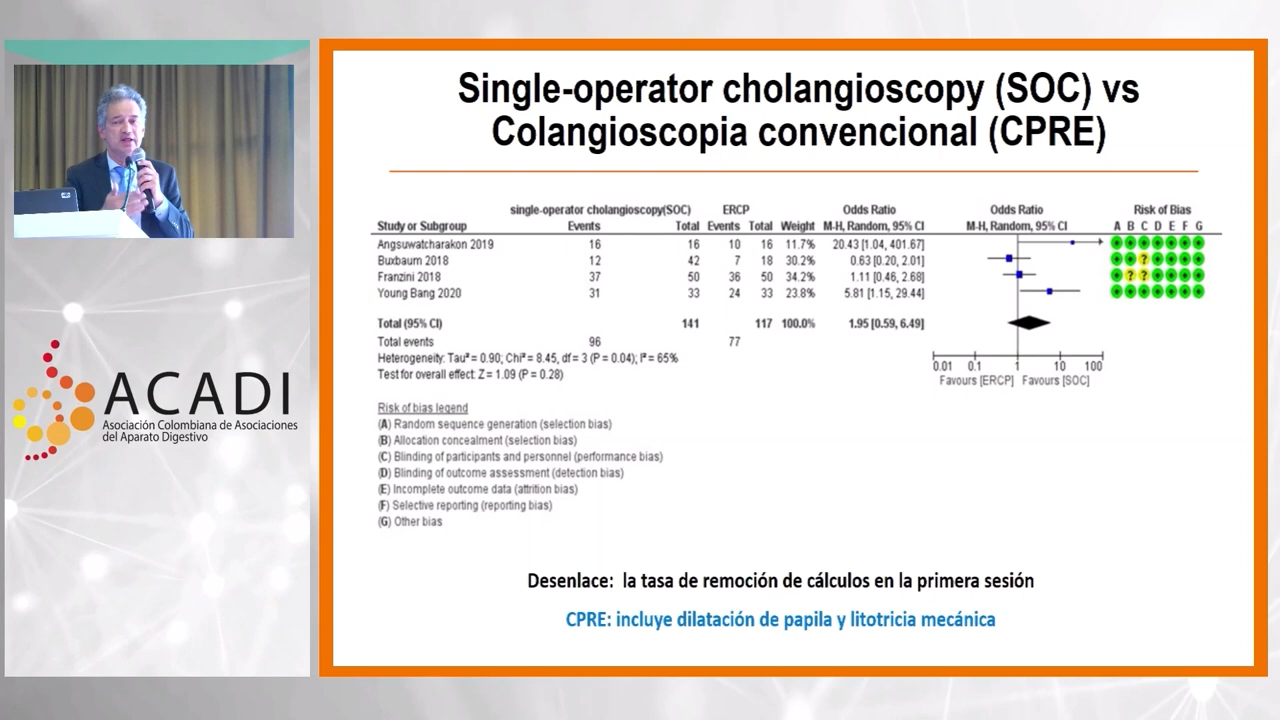 Single-operator cholangioscopy (SOC) vs
Colangioscopia convencional (CPRE)
single-operator cholangioscopy(SOC) ERCP Odds Ratio Odds Ratio Risk of Bias
Study or Subgroup Events Total Events Total Weight M-H, Random, 95% CI M-H, Random, 95% CI A B C D E F G
Angsuwatcharakon 2019 16 16 10 16 11.7% 20.43 [1.04, 401.67]
Buxbaum 2018 12 42 7 18 30.2% 0.63 [0.20, 2.01] ?
Franzini 2018 37 50 36 50 34.2% 1.11 [0.46, 2.68] ? ?
Young Bang 2020 31 33 24 33 23.8% 5.81 [1.15, 29.44]
Total (95% CI) 141 117 100.0% 1.95 [0.59, 6.49]
Total events 96 77
Heterogeneity: Tau² = 0.90; Chi² = 8.45, df = 3 (P = 0.04); I² = 65%
Test for overall effect: Z = 1.09 (P = 0.28)
0.01 0.1 1 10 100
Favours [ERCP] Favours [SOC]
Risk of bias legend
(A) Random sequence generation (selection bias)
(B) Allocation concealment (selection bias)
(C) Blinding of participants and personnel (performance bias)
(D) Blinding of outcome assessment (detection bias)
(E) Incomplete outcome data (attrition bias)
(F) Selective reporting (reporting bias)
(G) Other bias
Desenlace: la tasa de remoción de cálculos en la primera sesión
CPRE: incluye dilatación de papila y litotricia mecánica
ACADI
Asociación Colombiana de Asociaciones
del Aparato Digestivo